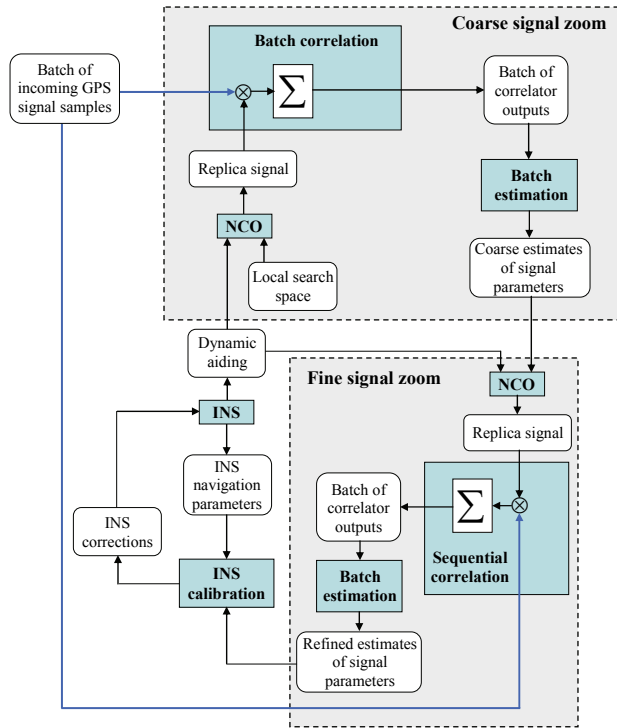 Coarse signal zoom
Batch correlation
Batch of
incoming GPS
signal samples
∑
Batch of
correlator
outputs
Replica signal
Batch
estimation
NCO
Local search
space
Coarse estimates
of signal
parameters
Dynamic
aiding
Fine signal zoom
NCO
INS
Replica signal
INS
navigation
parameters
Batch of
correlator
outputs
∑
INS
corrections
Sequential
correlation
INS
calibration
Batch
estimation
Refined estimates
of signal
parameters